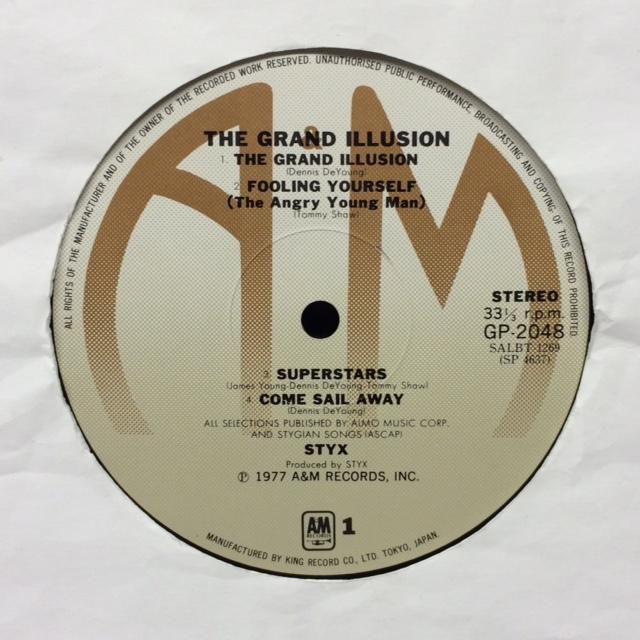 ALL RIGHTS OF THE MANUFACTURER AND OF THE OWNER OF THE RECORDED WORK RESERVED. UNAUTHORISED PUBLIC PERFORMANCE, BROADCASTING AND COPYING OF THIS RECORD PROHIBITED
A&M
THE GRAND ILLUSION
1. THE GRAND ILLUSION
(Dennis DeYoung)
2. FOOLING YOURSELF
(The Angry Young Man)
(Tommy Shaw)
STEREO
33⅓ r.p.m.
GP-2048
SALBT-1269
(SP 4637)
3. SUPERSTARS
(James Young-Dennis DeYoung-Tommy Shaw)
4. COME SAIL AWAY
(Dennis DeYoung)
ALL SELECTIONS PUBLISHED BY: ALMO MUSIC CORP.
AND STYGIAN SONGS (ASCAP)
STYX
Produced by STYX
℗ 1977 A&M RECORDS, INC.
AM
RECORDS
1
MANUFACTURED BY KING RECORD CO., LTD. TOKYO, JAPAN.